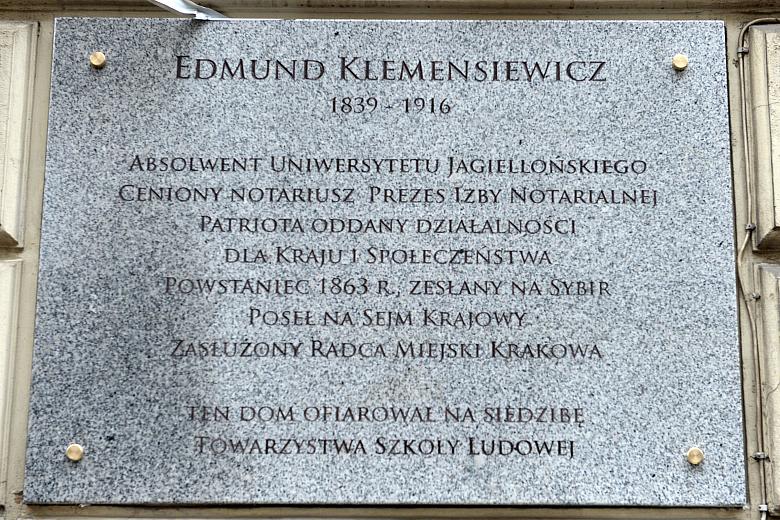 EDMUND KLEMENSIEWICZ
1839 - 1916
ABSOLWENT UNIWERSYTETU JAGIELLOŃSKIEGO
CENIONY NOTARIUSZ PREZES IZBY NOTARIALNEJ
PATRIOTA ODDANY DZIAŁALNOŚCI
DLA KRAJU I SPOŁECZEŃSTWA
POWSTANIEC 1863 R., ZESŁANY NA SYBIR
POSEŁ NA SEJM KRAJOWY
ZASŁUŻONY RADCA MIEJSKI KRAKOWA
TEN DOM OFIAROWAŁ NA SIEDZIBĘ
TOWARZYSTWA SZKOŁY LUDOWEJ